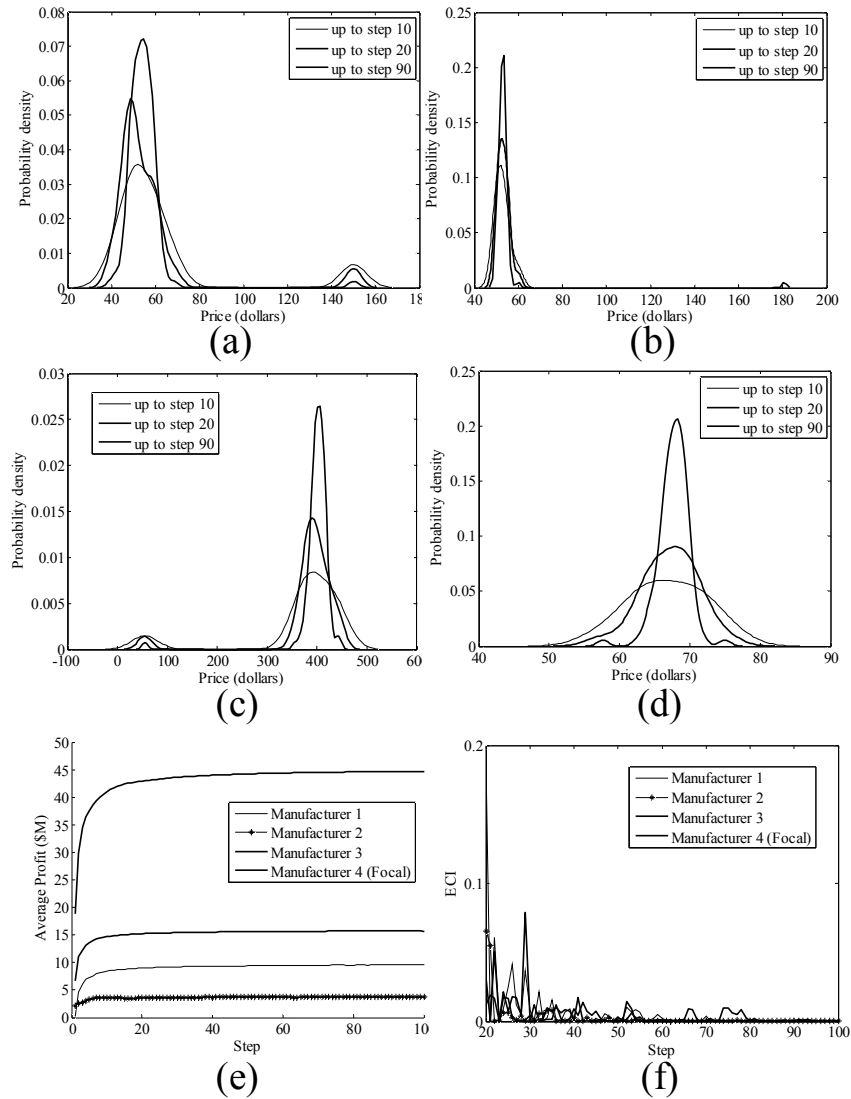 0.08
0.07
0.06
0.05
0.04
0.03
0.02
0.01
0
20 40 60 80 100 120 140 160 18
Probability density
Price (dollars)
up to step 10
up to step 20
up to step 90
(a)
0.25
0.2
0.15
0.1
0.05
0
40 60 80 100 120 140 160 180 200
Probability density
Price (dollars)
up to step 10
up to step 20
up to step 90
(b)
0.03
0.025
0.02
0.015
0.01
0.005
0
-100 0 100 200 300 400 500 60
Probability density
Price (dollars)
up to step 10
up to step 20
up to step 90
(c)
0.25
0.2
0.15
0.1
0.05
0
40 50 60 70 80 90
Probability density
Price (dollars)
up to step 10
up to step 20
up to step 90
(d)
50
45
40
35
30
25
20
15
10
5
0
0 20 40 60 80 10
Average Profit ($M)
Step
Manufacturer 1
Manufacturer 2
Manufacturer 3
Manufacturer 4 (Focal)
(e)
0.2
0.1
0
20 30 40 50 60 70 80 90 100
ECI
Step
Manufacturer 1
Manufacturer 2
Manufacturer 3
Manufacturer 4 (Focal)
(f)